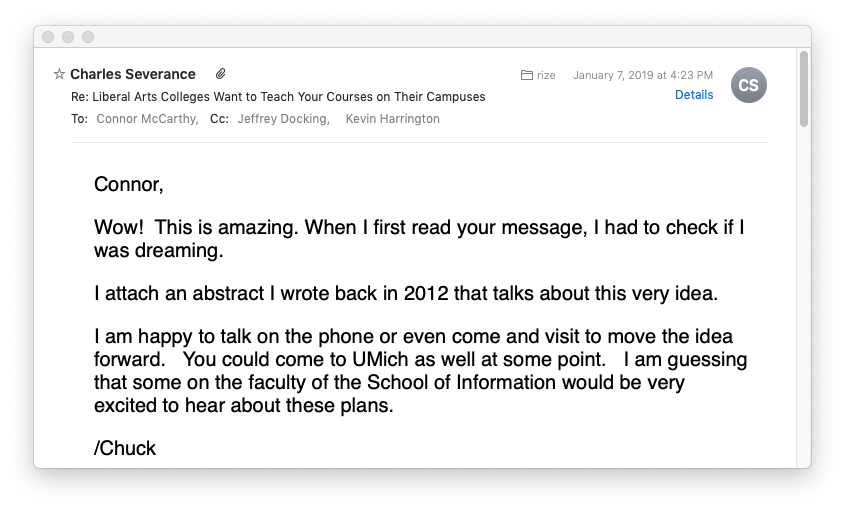 Charles Severance
rize
January 7, 2019 at 4:23 PM
CS
Re: Liberal Arts Colleges Want to Teach Your Courses on Their Campuses
Details
To: Connor McCarthy, Cc: Jeffrey Docking, Kevin Harrington
Connor,
Wow!  This is amazing. When I first read your message, I had to check if I
was dreaming.
I attach an abstract I wrote back in 2012 that talks about this very idea.
I am happy to talk on the phone or even come and visit to move the idea
forward.   You could come to UMich as well at some point.   I am guessing
that some on the faculty of the School of Information would be very
excited to hear about these plans.
/Chuck